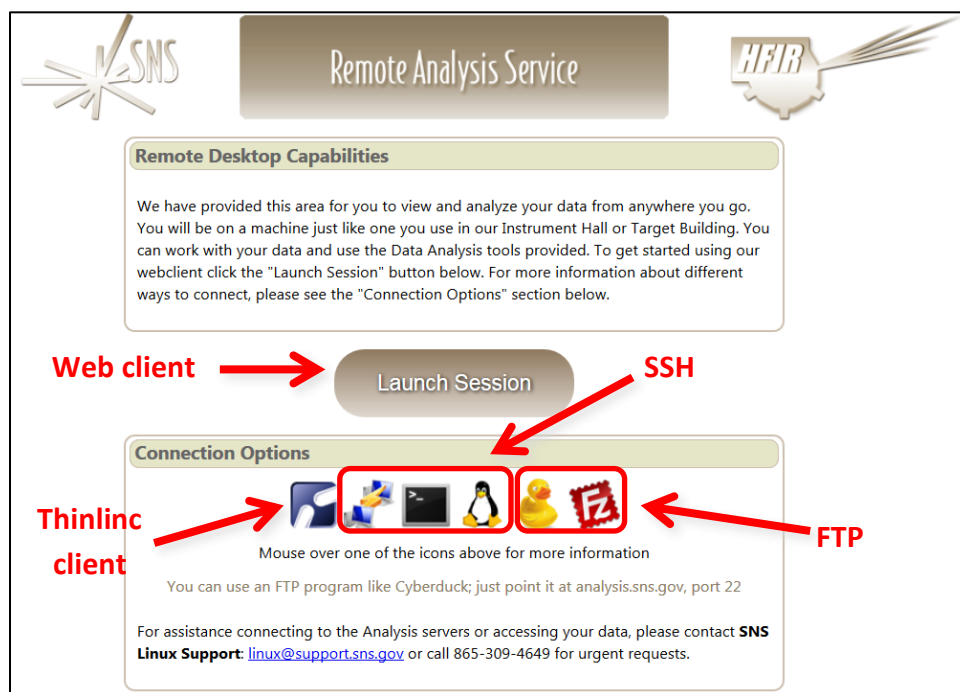 SNS
Remote Analysis Service
HFIR
Remote Desktop Capabilities
We have provided this area for you to view and analyze your data from anywhere you go.
You will be on a machine just like one you use in our Instrument Hall or Target Building. You
can work with your data and use the Data Analysis tools provided. To get started using our
webclient click the "Launch Session" button below. For more information about different
ways to connect, please see the "Connection Options" section below.
Web client
Launch Session
SSH
Connection Options
>_
FZ
Thinlinc
client
FTP
Mouse over one of the icons above for more information
You can use an FTP program like Cyberduck; just point it at analysis.sns.gov, port 22
For assistance connecting to the Analysis servers or accessing your data, please contact SNS
Linux Support: linux@support.sns.gov or call 865-309-4649 for urgent requests.